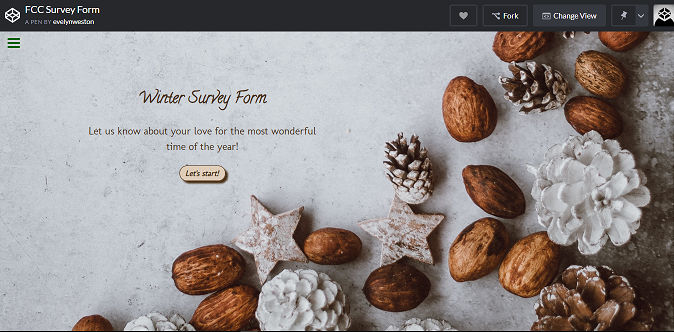 FCC Survey Form
A PEN BY evelynweston
Fork
Change View
Winter Survey Form
Let us know about your love for the most wonderful
time of the year!
Let's start!